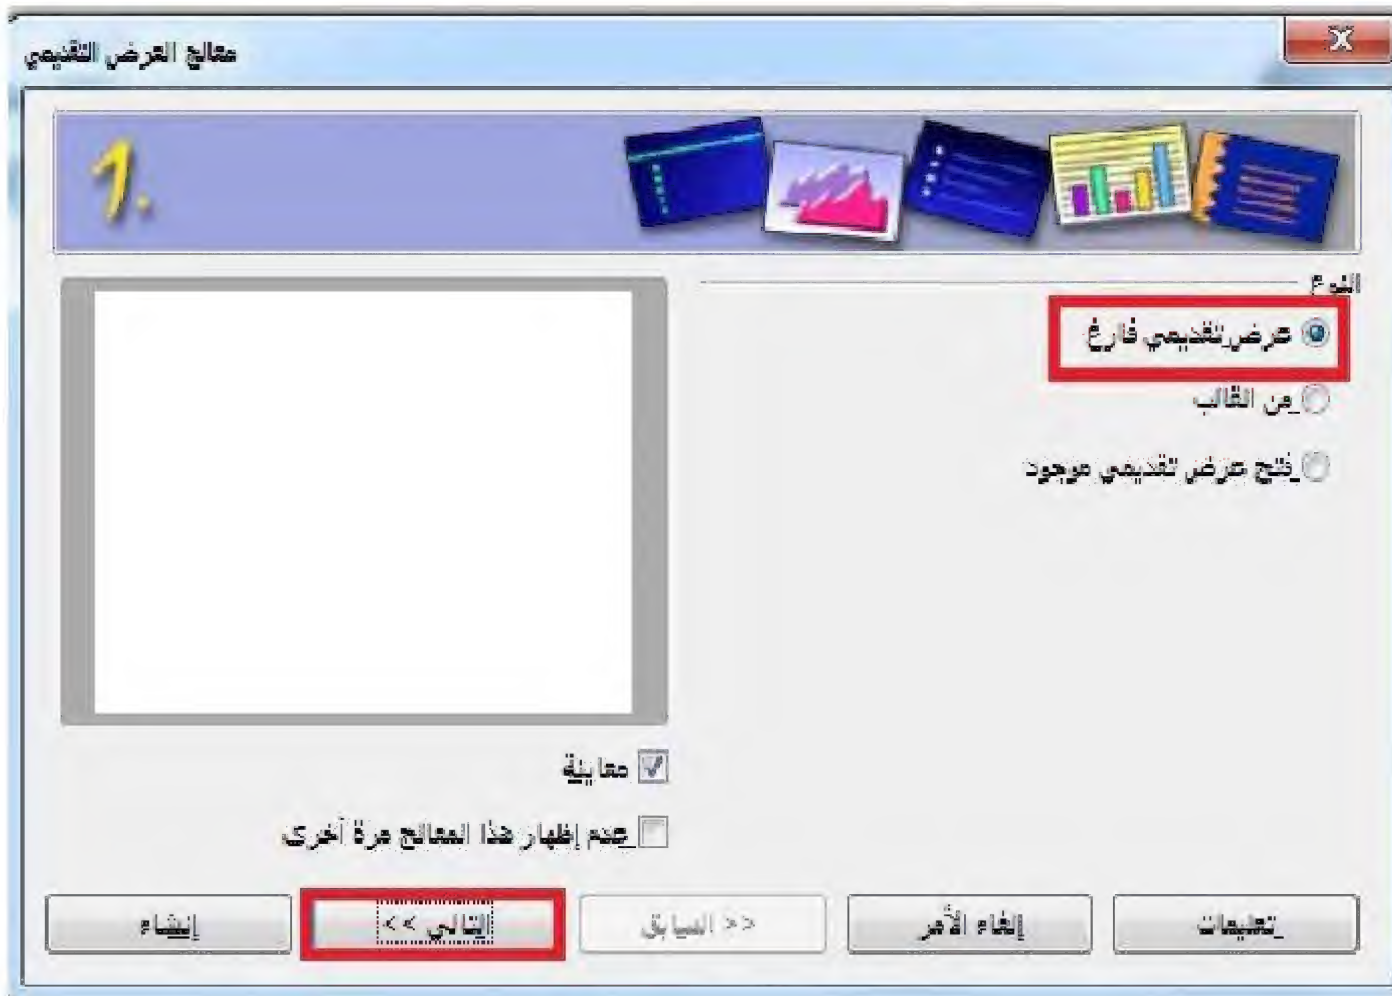 معالج العرض التقديمي
1.
النوع
عرض تقديمي فارغ
من القالب
فتح عرض تقديمي موجود
معاينة
عدم إظهار هذا المعالج مرة أخرى
تعليمات
إلغاء الأمر
<< السابق
التالي >>
إنشاء